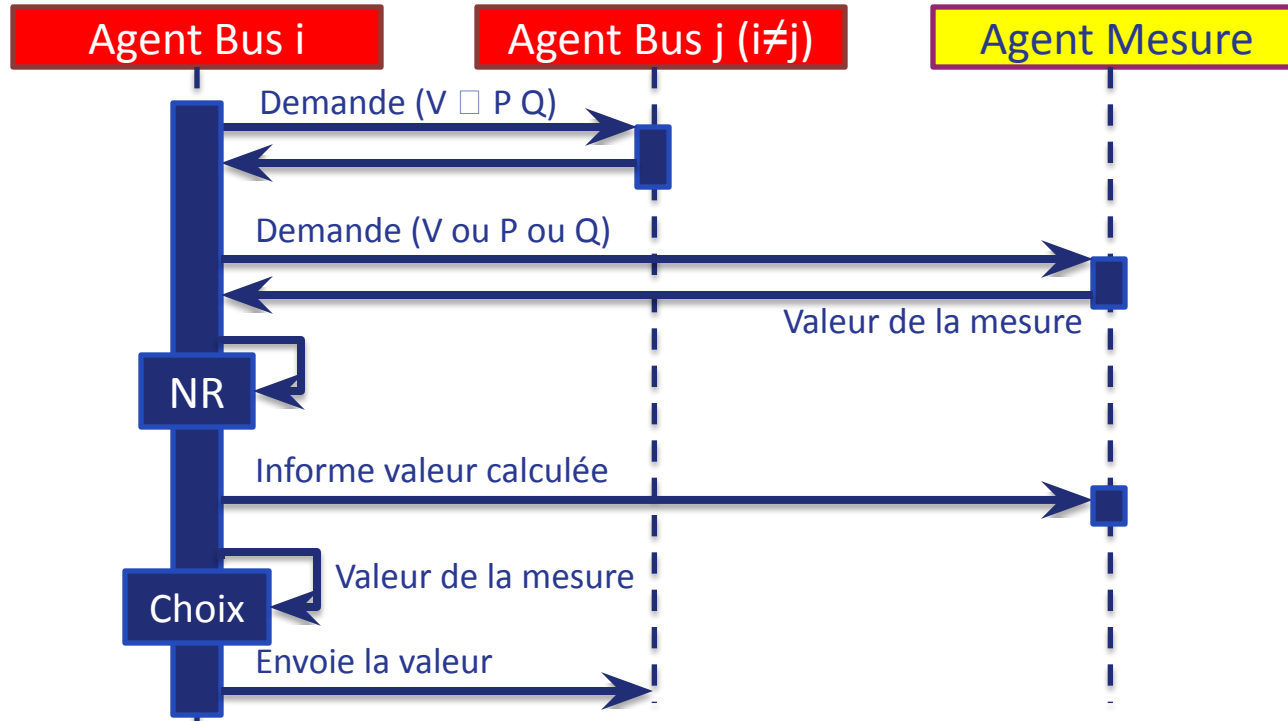 Agent Bus i
Agent Bus j (i≠j)
Agent Mesure
Demande (V □ P Q)
Demande (V ou P ou Q)
Valeur de la mesure
NR
Informe valeur calculée
Valeur de la mesure
Choix
Envoie la valeur